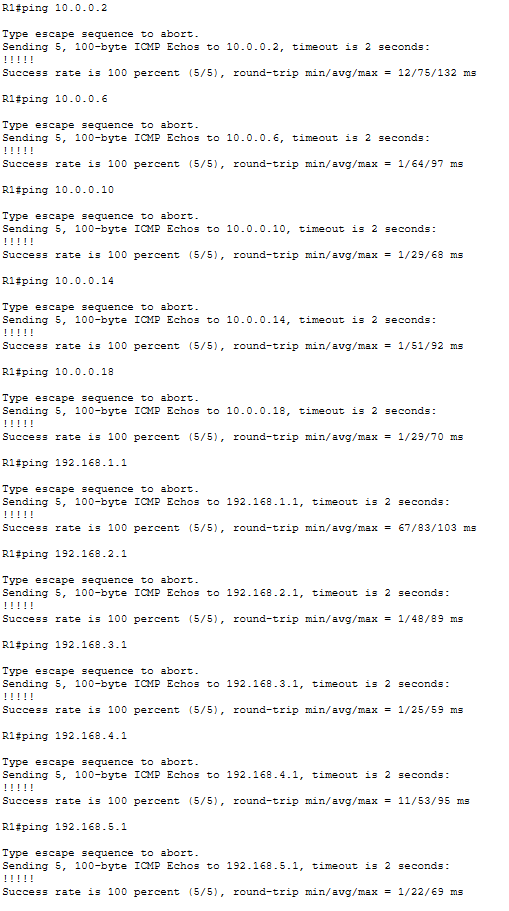 R1#ping 10.0.0.2
Type escape sequence to abort.
Sending 5, 100-byte ICMP Echos to 10.0.0.2, timeout is 2 seconds:
!!!!!
Success rate is 100 percent (5/5), round-trip min/avg/max = 12/75/132 ms
R1#ping 10.0.0.6
Type escape sequence to abort.
Sending 5, 100-byte ICMP Echos to 10.0.0.6, timeout is 2 seconds:
!!!!!
Success rate is 100 percent (5/5), round-trip min/avg/max = 1/64/97 ms
R1#ping 10.0.0.10
Type escape sequence to abort.
Sending 5, 100-byte ICMP Echos to 10.0.0.10, timeout is 2 seconds:
!!!!!
Success rate is 100 percent (5/5), round-trip min/avg/max = 1/29/68 ms
R1#ping 10.0.0.14
Type escape sequence to abort.
Sending 5, 100-byte ICMP Echos to 10.0.0.14, timeout is 2 seconds:
!!!!!
Success rate is 100 percent (5/5), round-trip min/avg/max = 1/51/92 ms
R1#ping 10.0.0.18
Type escape sequence to abort.
Sending 5, 100-byte ICMP Echos to 10.0.0.18, timeout is 2 seconds:
!!!!!
Success rate is 100 percent (5/5), round-trip min/avg/max = 1/29/70 ms
R1#ping 192.168.1.1
Type escape sequence to abort.
Sending 5, 100-byte ICMP Echos to 192.168.1.1, timeout is 2 seconds:
!!!!!
Success rate is 100 percent (5/5), round-trip min/avg/max = 67/83/103 ms
R1#ping 192.168.2.1
Type escape sequence to abort.
Sending 5, 100-byte ICMP Echos to 192.168.2.1, timeout is 2 seconds:
!!!!!
Success rate is 100 percent (5/5), round-trip min/avg/max = 1/48/89 ms
R1#ping 192.168.3.1
Type escape sequence to abort.
Sending 5, 100-byte ICMP Echos to 192.168.3.1, timeout is 2 seconds:
!!!!!
Success rate is 100 percent (5/5), round-trip min/avg/max = 1/25/59 ms
R1#ping 192.168.4.1
Type escape sequence to abort.
Sending 5, 100-byte ICMP Echos to 192.168.4.1, timeout is 2 seconds:
!!!!!
Success rate is 100 percent (5/5), round-trip min/avg/max = 11/53/95 ms
R1#ping 192.168.5.1
Type escape sequence to abort.
Sending 5, 100-byte ICMP Echos to 192.168.5.1, timeout is 2 seconds:
!!!!!
Success rate is 100 percent (5/5), round-trip min/avg/max = 1/22/69 ms